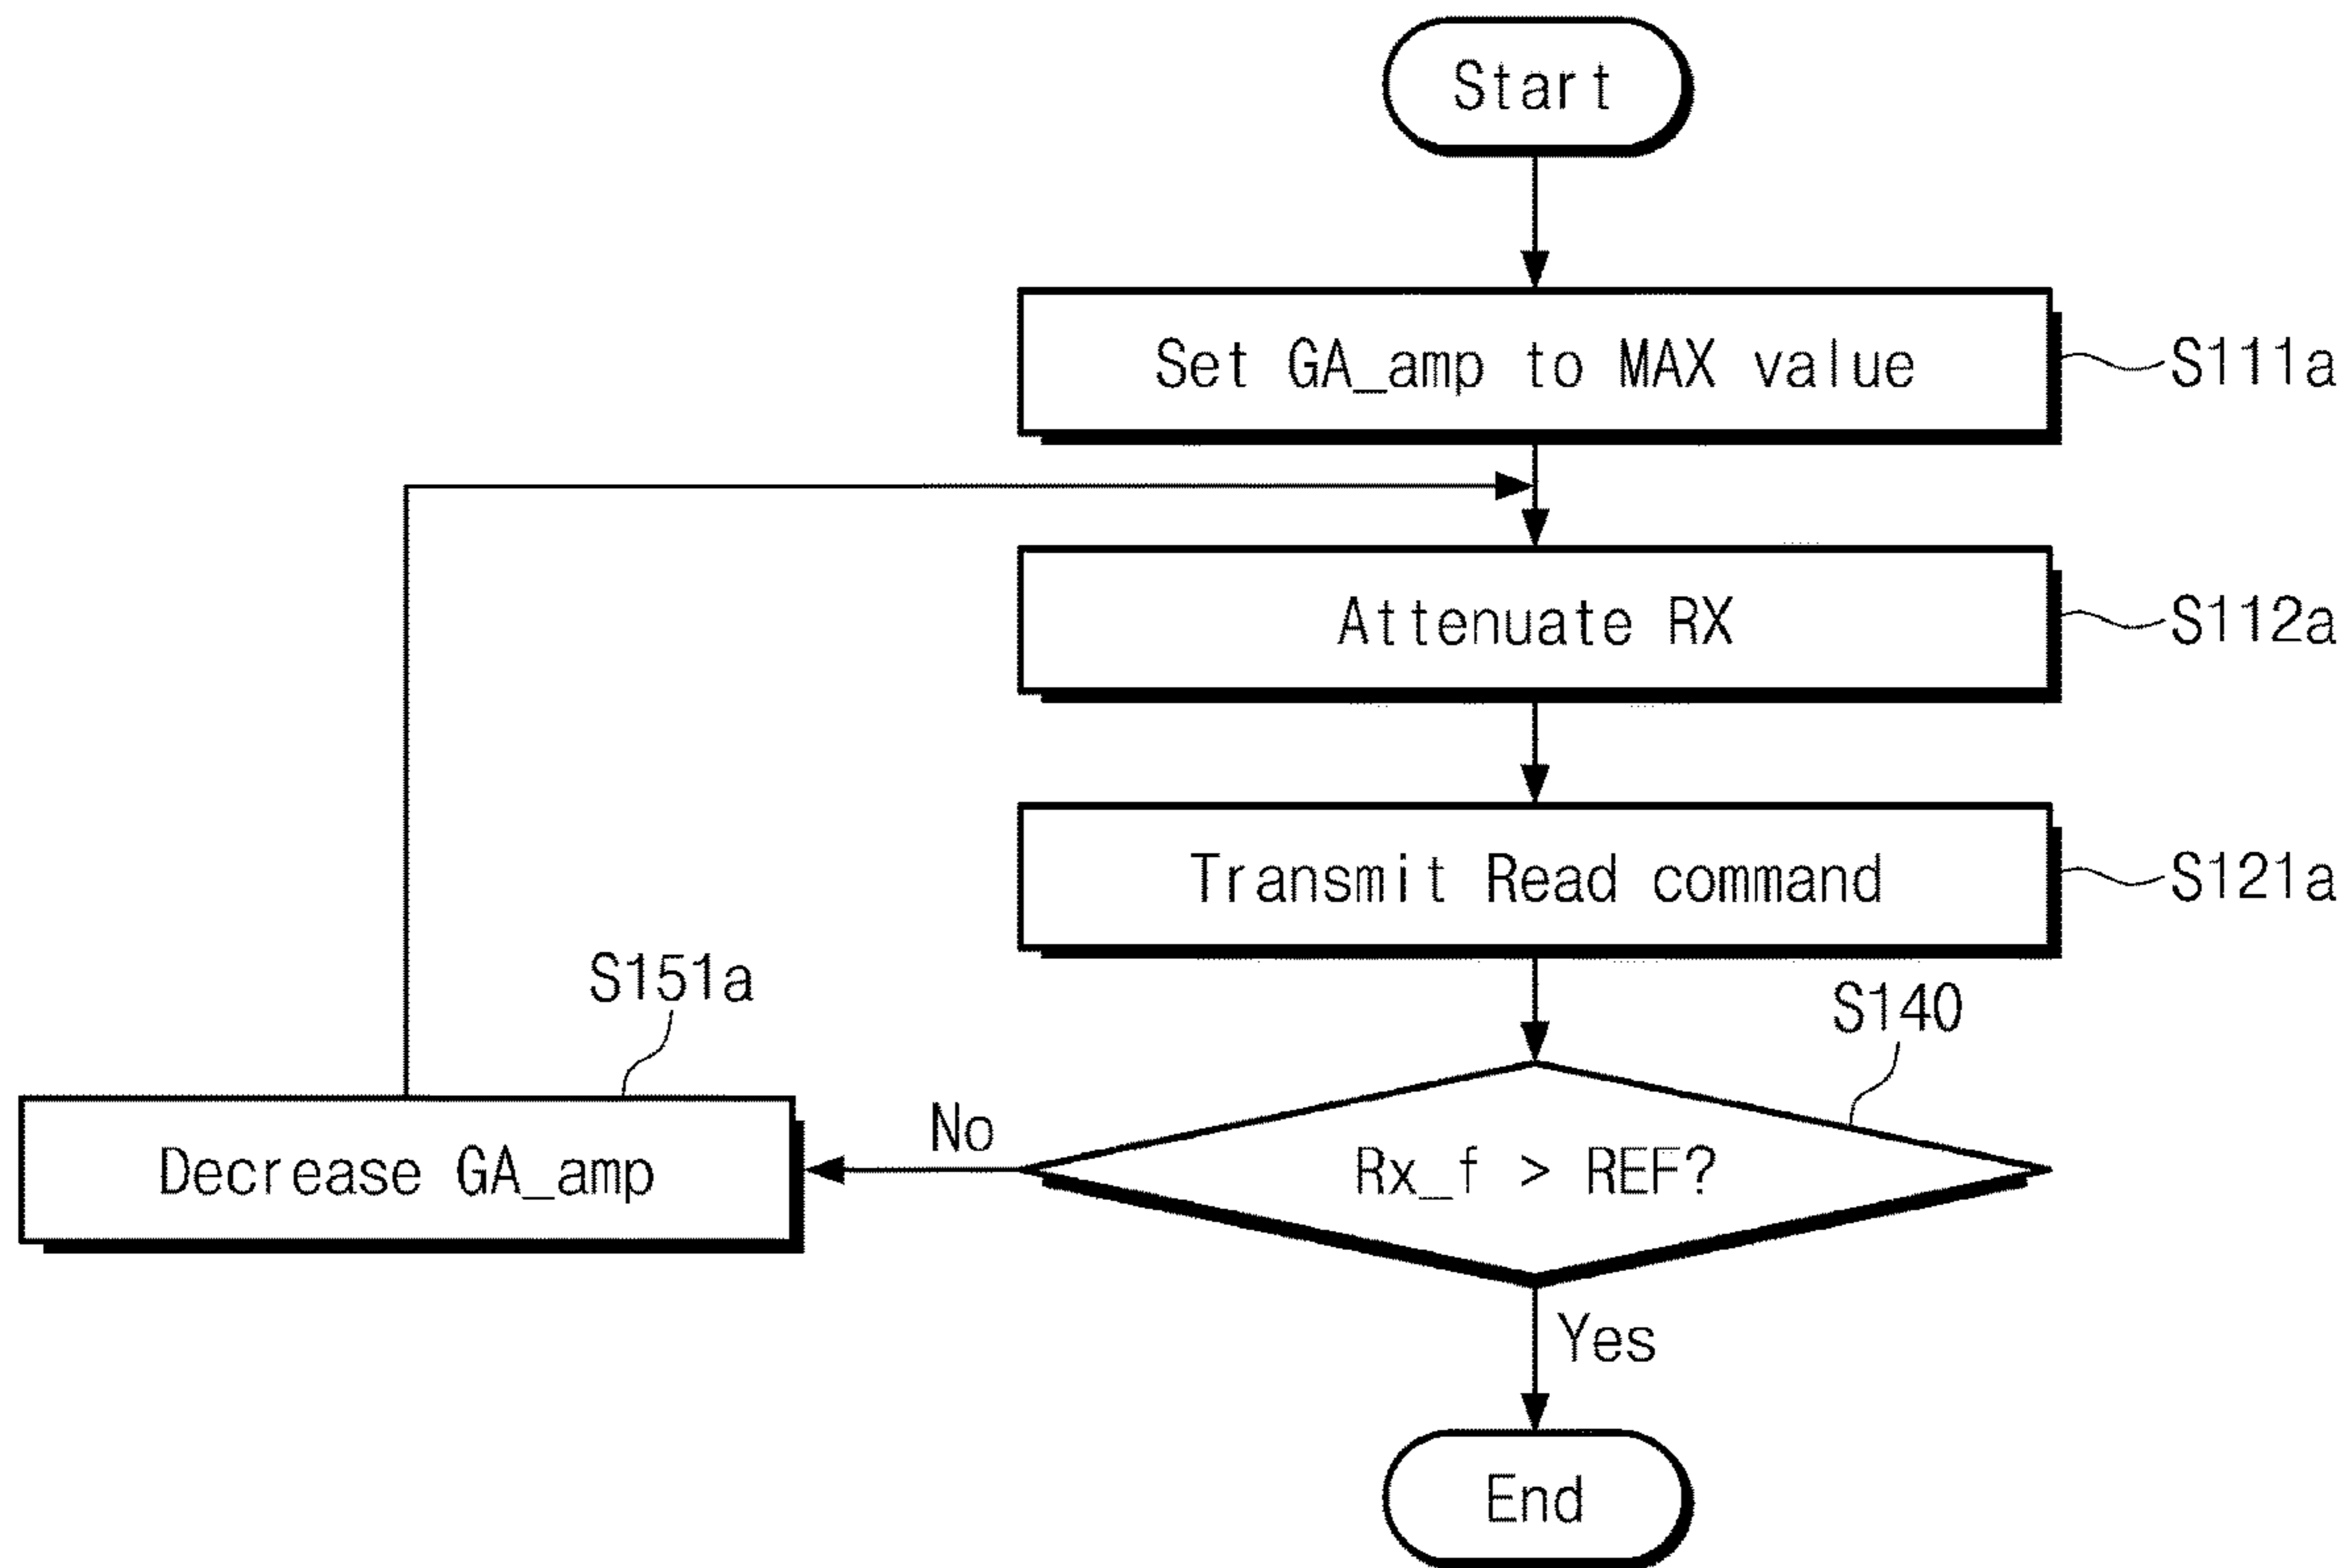 Start
Set GA_amp to MAX value
S111a
Attenuate RX
S112a
Transmit Read command
S121a
S151a
S140
Decrease GA_amp
No
Rx_f > REF?
Yes
End